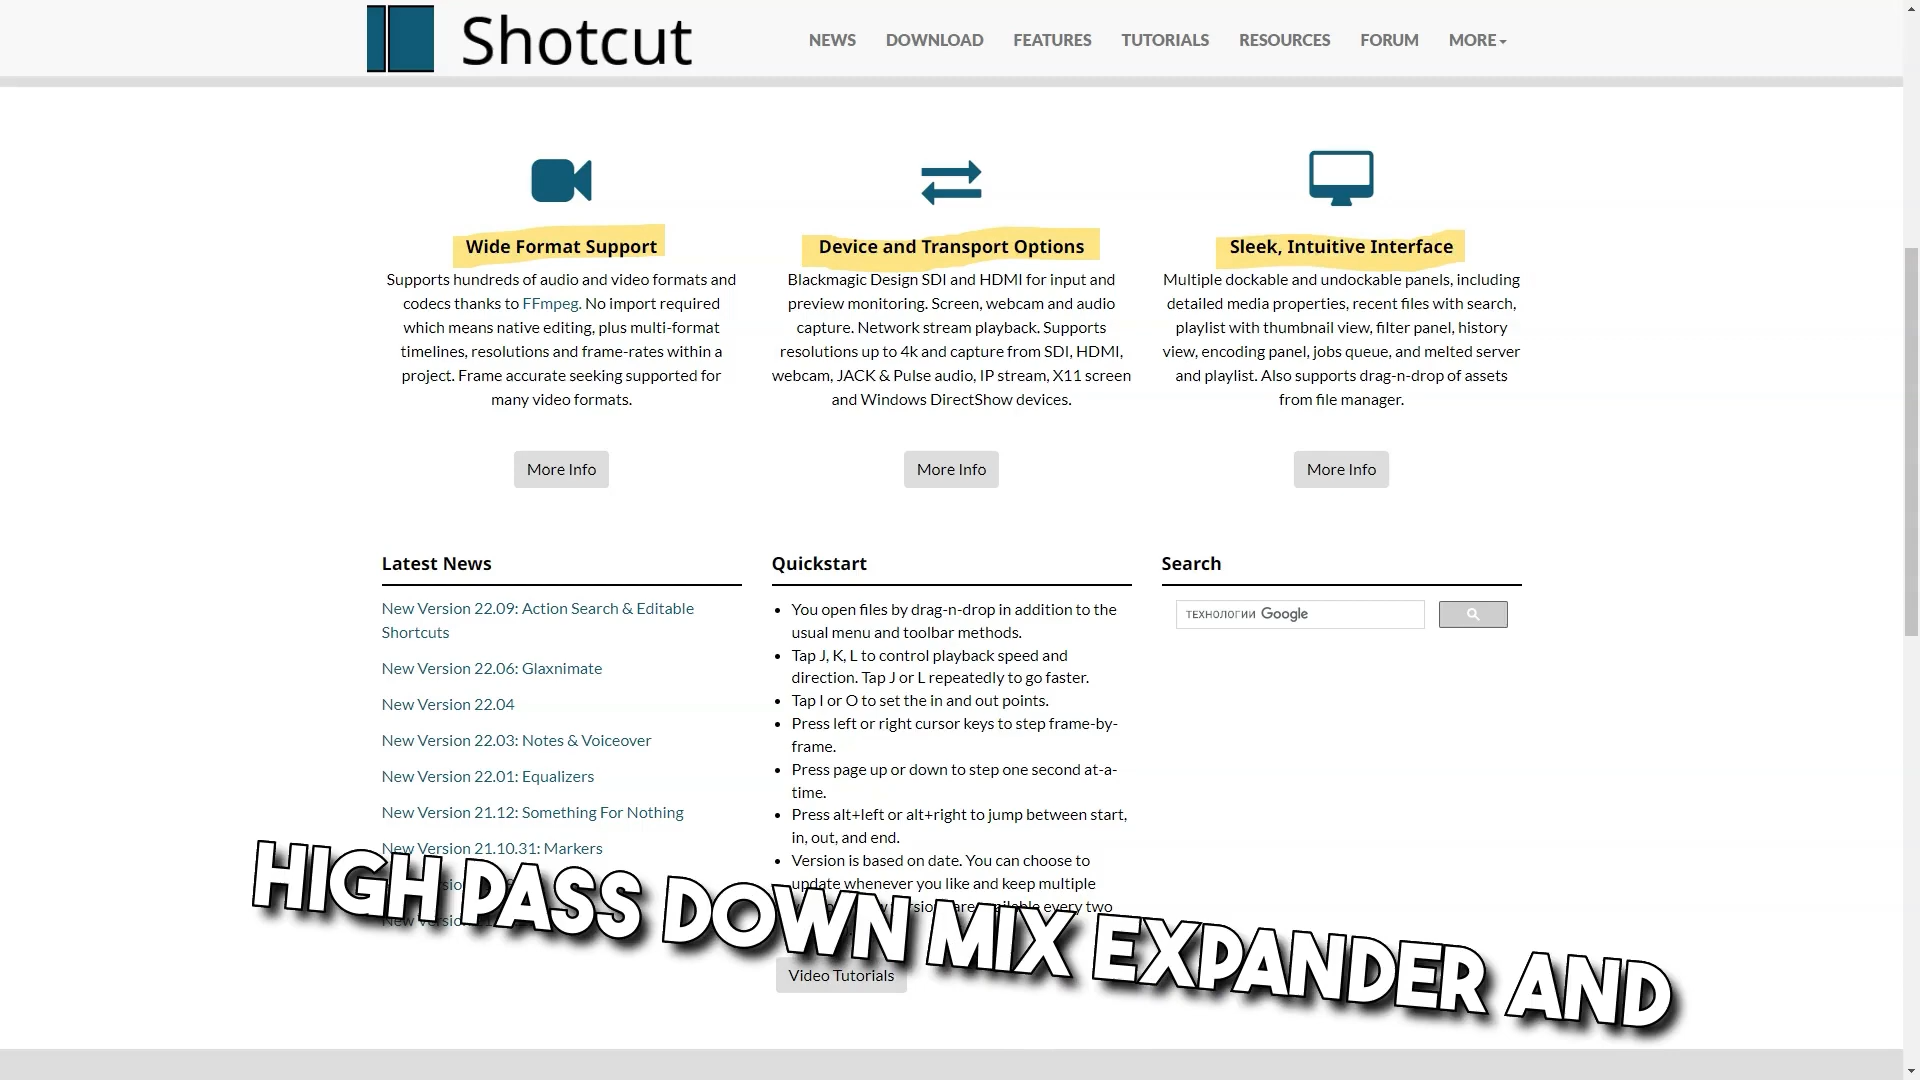 Shotcut
NEWS DOWNLOAD FEATURES TUTORIALS RESOURCES FORUM MORE
Wide Format Support
Supports hundreds of audio and video formats and
codecs thanks to FFmpeg. No import required
which means native editing, plus multi-format
timelines, resolutions and frame-rates within a
project. Frame accurate seeking supported for
many video formats.
More Info
Device and Transport Options
Blackmagic Design SDI and HDMI for input and
preview monitoring. Screen, webcam and audio
capture. Network stream playback. Supports
resolutions up to 4k and capture from SDI, HDMI,
webcam, JACK & Pulse audio, IP stream, X11 screen
and Windows DirectShow devices.
More Info
Sleek, Intuitive Interface
Multiple dockable and undockable panels, including
detailed media properties, recent files with search,
playlist with thumbnail view, filter panel, history
view, encoding panel, jobs queue, and melted server
and playlist. Also supports drag-n-drop of assets
from file manager.
More Info
Latest News
New Version 22.09: Action Search & Editable
Shortcuts
New Version 22.06: Glaxnimate
New Version 22.04
New Version 22.03: Notes & Voiceover
New Version 22.01: Equalizers
New Version 21.12: Something For Nothing
New Version 21.10.31: Markers
New
Quickstart
• You open files by drag-n-drop in addition to the
usual menu and toolbar methods.
• Tap J, K, L to control playback speed and
direction. Tap J or L repeatedly to go faster.
• Tap I or O to set the in and out points.
• Press left or right cursor keys to step frame-by-
frame.
• Press page up or down to step one second at-a-
time.
• Press alt+left or alt+right to jump between start,
in, out, and end.
• Version is based on date. You can choose to
update whenever you like and keep multiple
are available every two
Video Tutorials
Search
технологии Google
HIGH PASS DOWN MIX EXPANDER AND